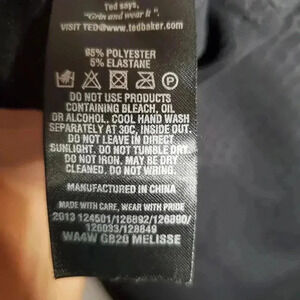 Ted says,
"Grin and wear it".
VISIT TED@WWW.TEDBAKER.COM
95% POLYESTER
5% ELASTANE
DO NOT USE PRODUCTS
CONTAINING BLEACH, OIL
OR ALCOHOL. COOL HAND WASH
SEPARATELY AT 30C, INSIDE OUT.
DO NOT LEAVE IN DIRECT
SUNLIGHT. DO NOT TUMBLE DRY.
DO NOT IRON. MAY BE DRY
CLEANED. DO NOT WRING.
MANUFACTURED IN CHINA
MADE WITH CARE, WEAR WITH PRIDE
2013 124501/126892/126890/
126033/128849
WA4W GB20 MELISSE